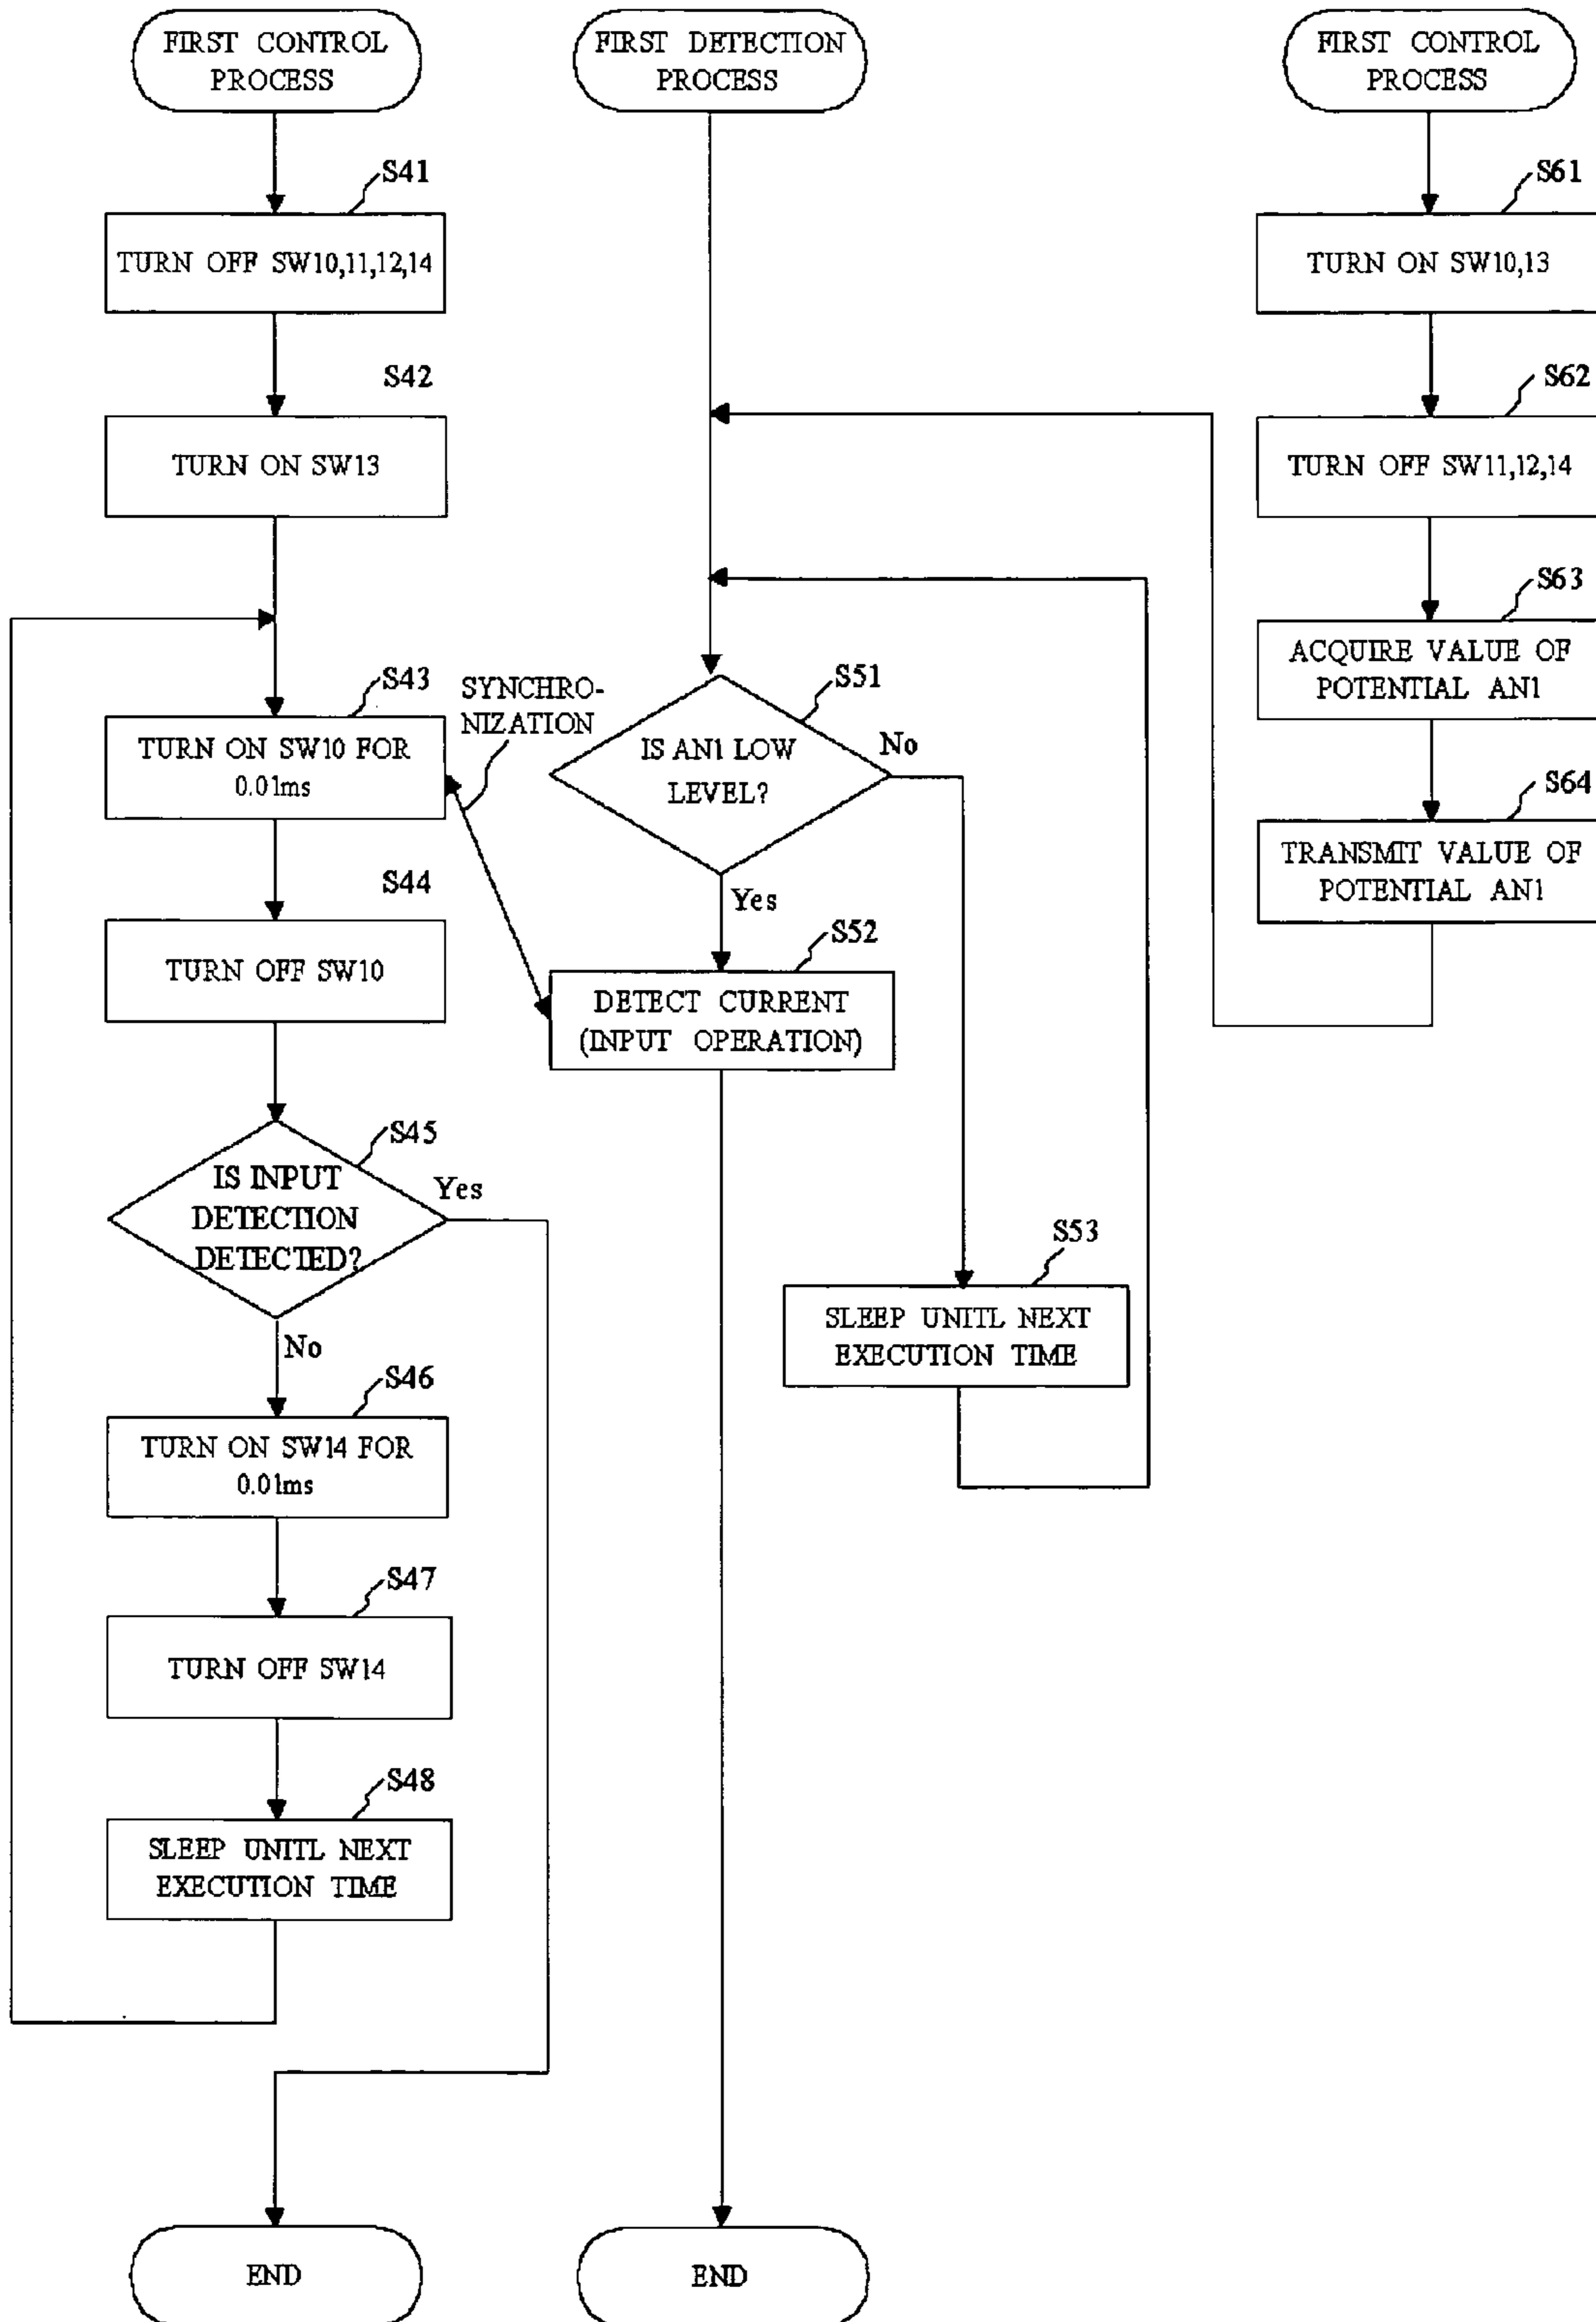 FIRST CONTROL
PROCESS
S41
TURN OFF SW10,11,12,14
S42
TURN ON SW13
S43
TURN ON SW10 FOR
0.01ms
S44
TURN OFF SW10
S45
IS INPUT
DETECTION
DETECTED?
Yes
No
S46
TURN ON SW14 FOR
0.01ms
S47
TURN OFF SW14
S48
SLEEP UNITL NEXT
EXECUTION TIME
END
FIRST DETECTION
PROCESS
SYNCHRO-
NIZATION
S51
IS AN1 LOW
LEVEL?
No
Yes
S52
DETECT CURRENT
(INPUT OPERATION)
S53
SLEEP UNITL NEXT
EXECUTION TIME
END
FIRST CONTROL
PROCESS
S61
TURN ON SW10,13
S62
TURN OFF SW11,12,14
S63
ACQUIRE VALUE OF
POTENTIAL AN1
S64
TRANSMIT VALUE OF
POTENTIAL AN1